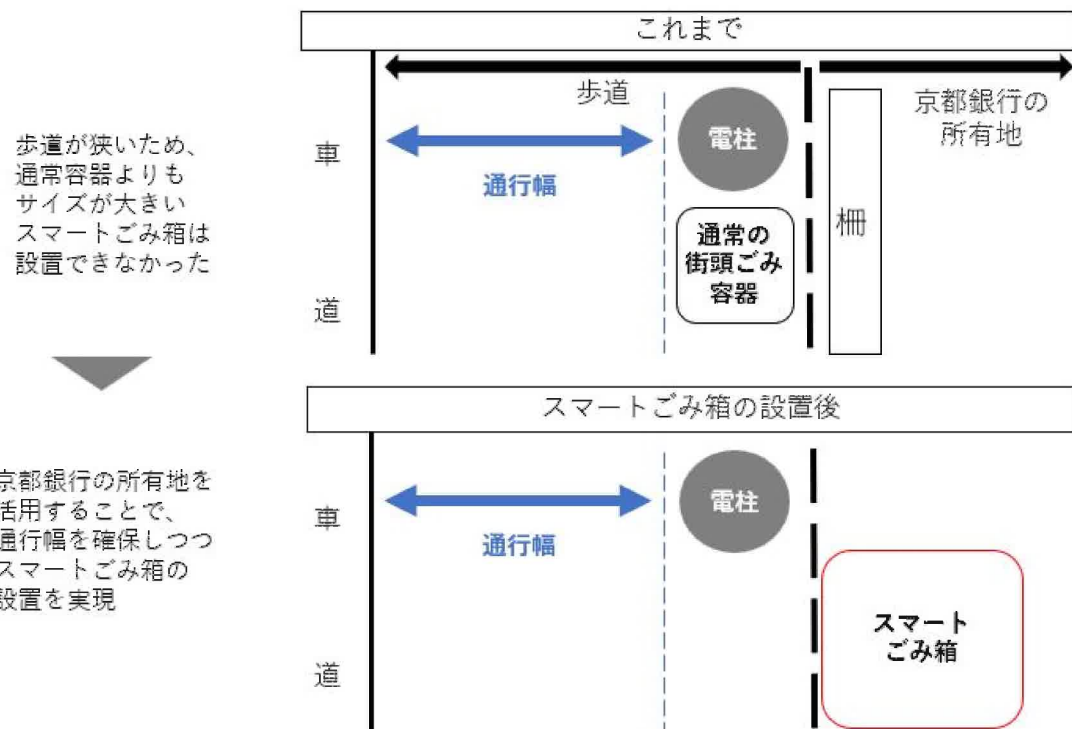 これまで
歩道
京都銀行の
所有地
車
道
通行幅
電柱
通常の
街頭ごみ
容器
柵
歩道が狭いため、
通常容器よりも
サイズが大きい
スマートごみ箱は
設置できなかった
スマートごみ箱の設置後
車
道
通行幅
電柱
スマート
ごみ箱
京都銀行の所有地を
活用することで、
通行幅を確保しつつ
スマートごみ箱の
設置を実現